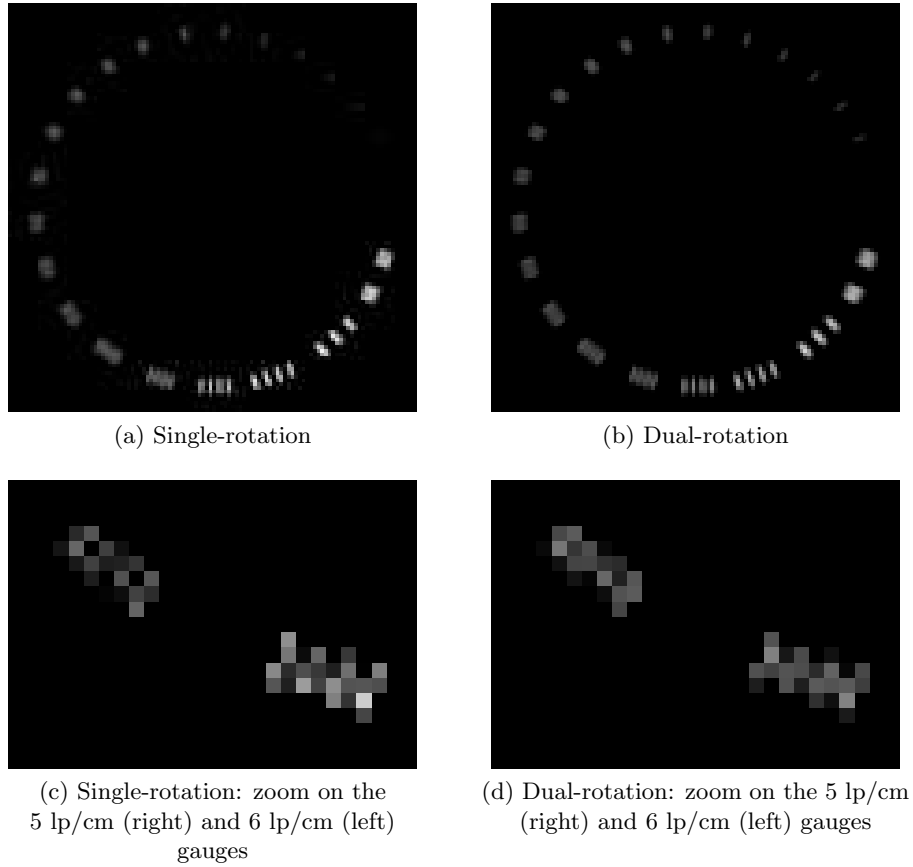 (a) Single-rotation
(b) Dual-rotation
(c) Single-rotation: zoom on the
5 lp/cm (right) and 6 lp/cm (left)
gauges
(d) Dual-rotation: zoom on the 5 lp/cm
(right) and 6 lp/cm (left) gauges